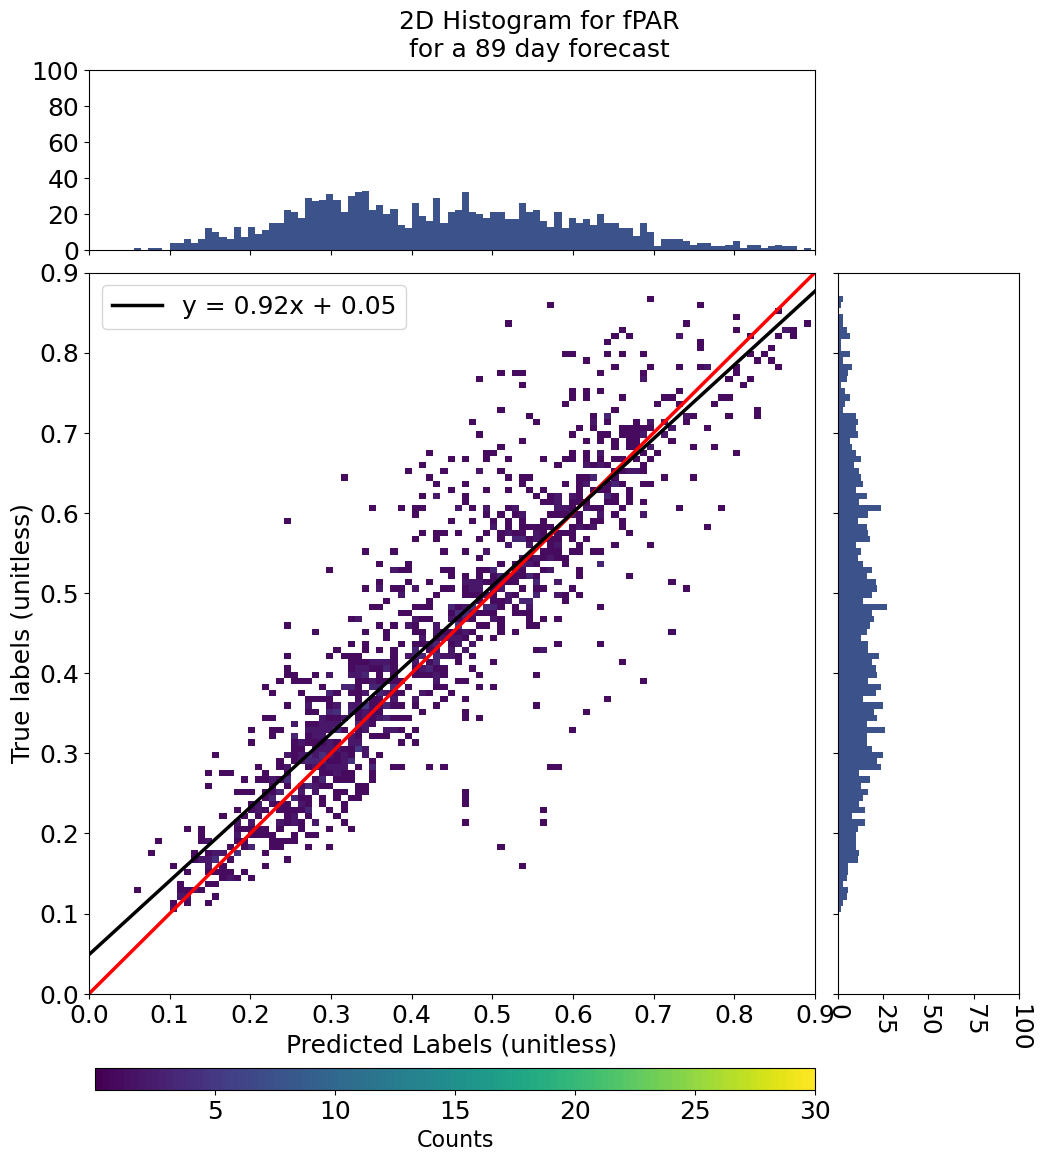 2D Histogram for fPAR
for a 89 day forecast
100
80
60
40
20
0
0.9
0.8
0.7
0.6
0.5
0.4
0.3
0.2
0.1
0.0
y = 0.92x + 0.05
True labels (unitless)
0.0 0.1 0.2 0.3 0.4 0.5 0.6 0.7 0.8 0.9
Predicted Labels (unitless)
0 25 50 75 100
5 10 15 20 25 30
Counts